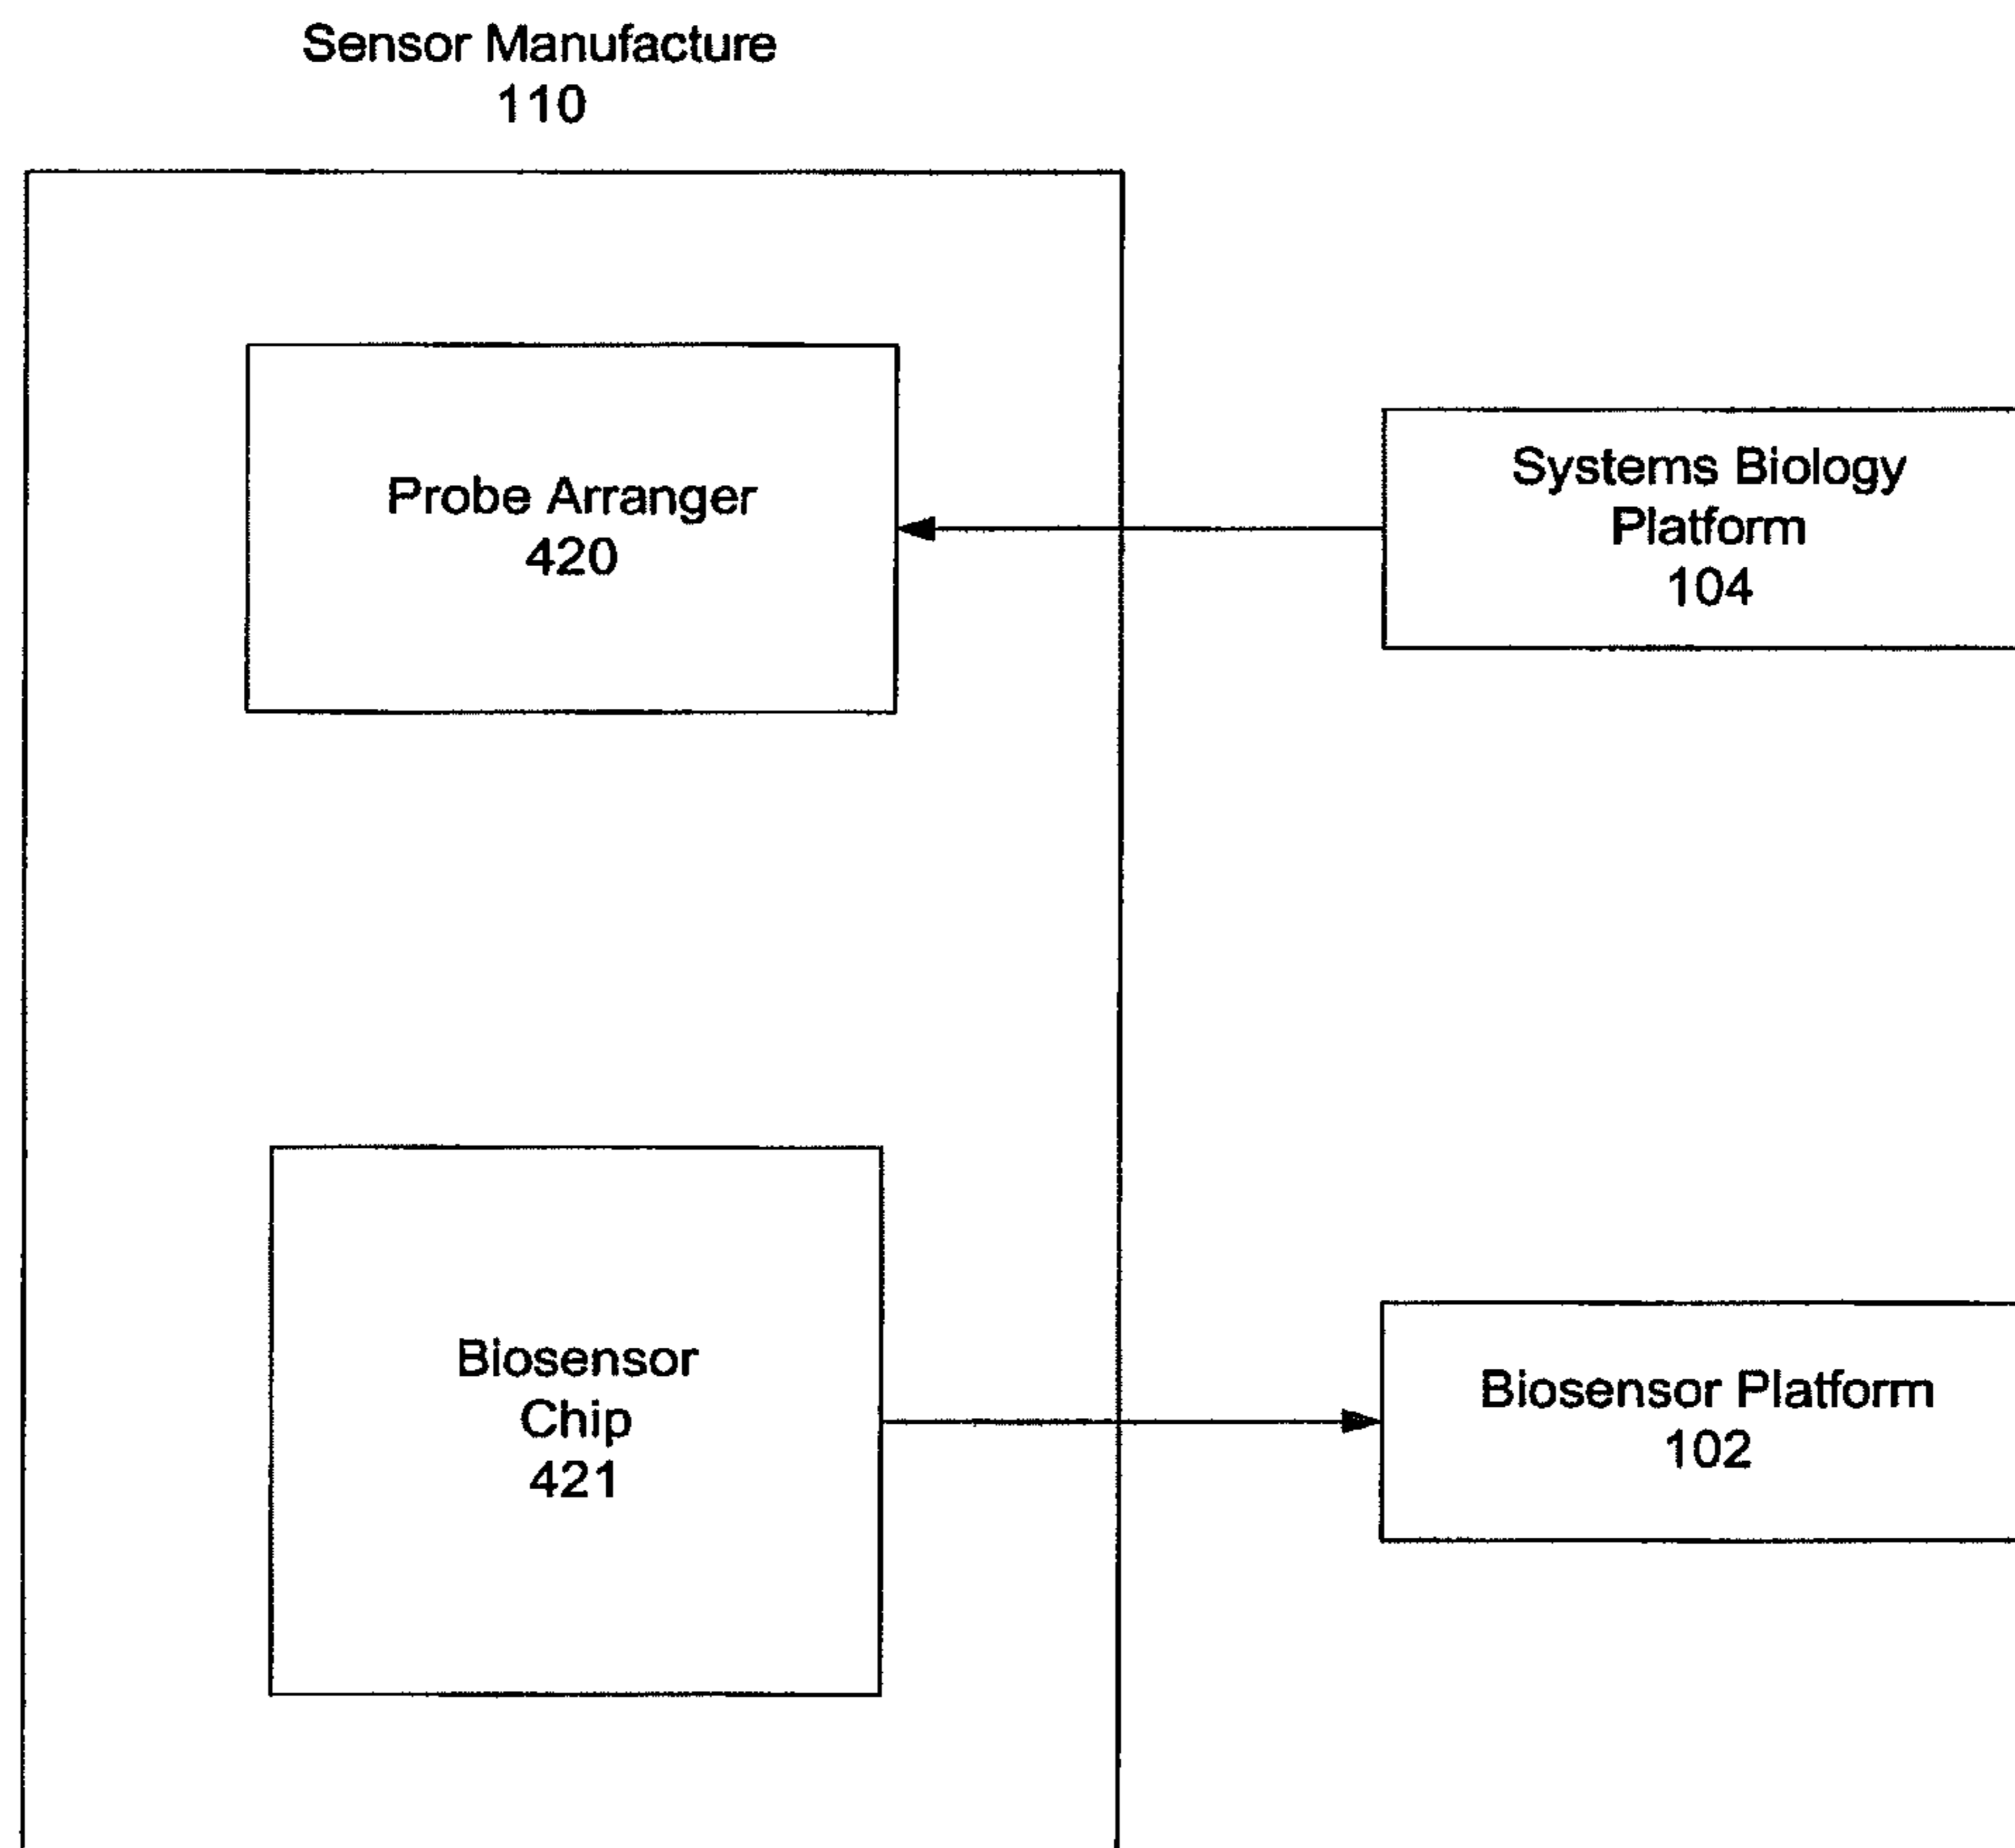 Sensor Manufacture
110
Probe Arranger
420
Systems Biology
Platform
104
Biosensor
Chip
421
Biosensor Platform
102